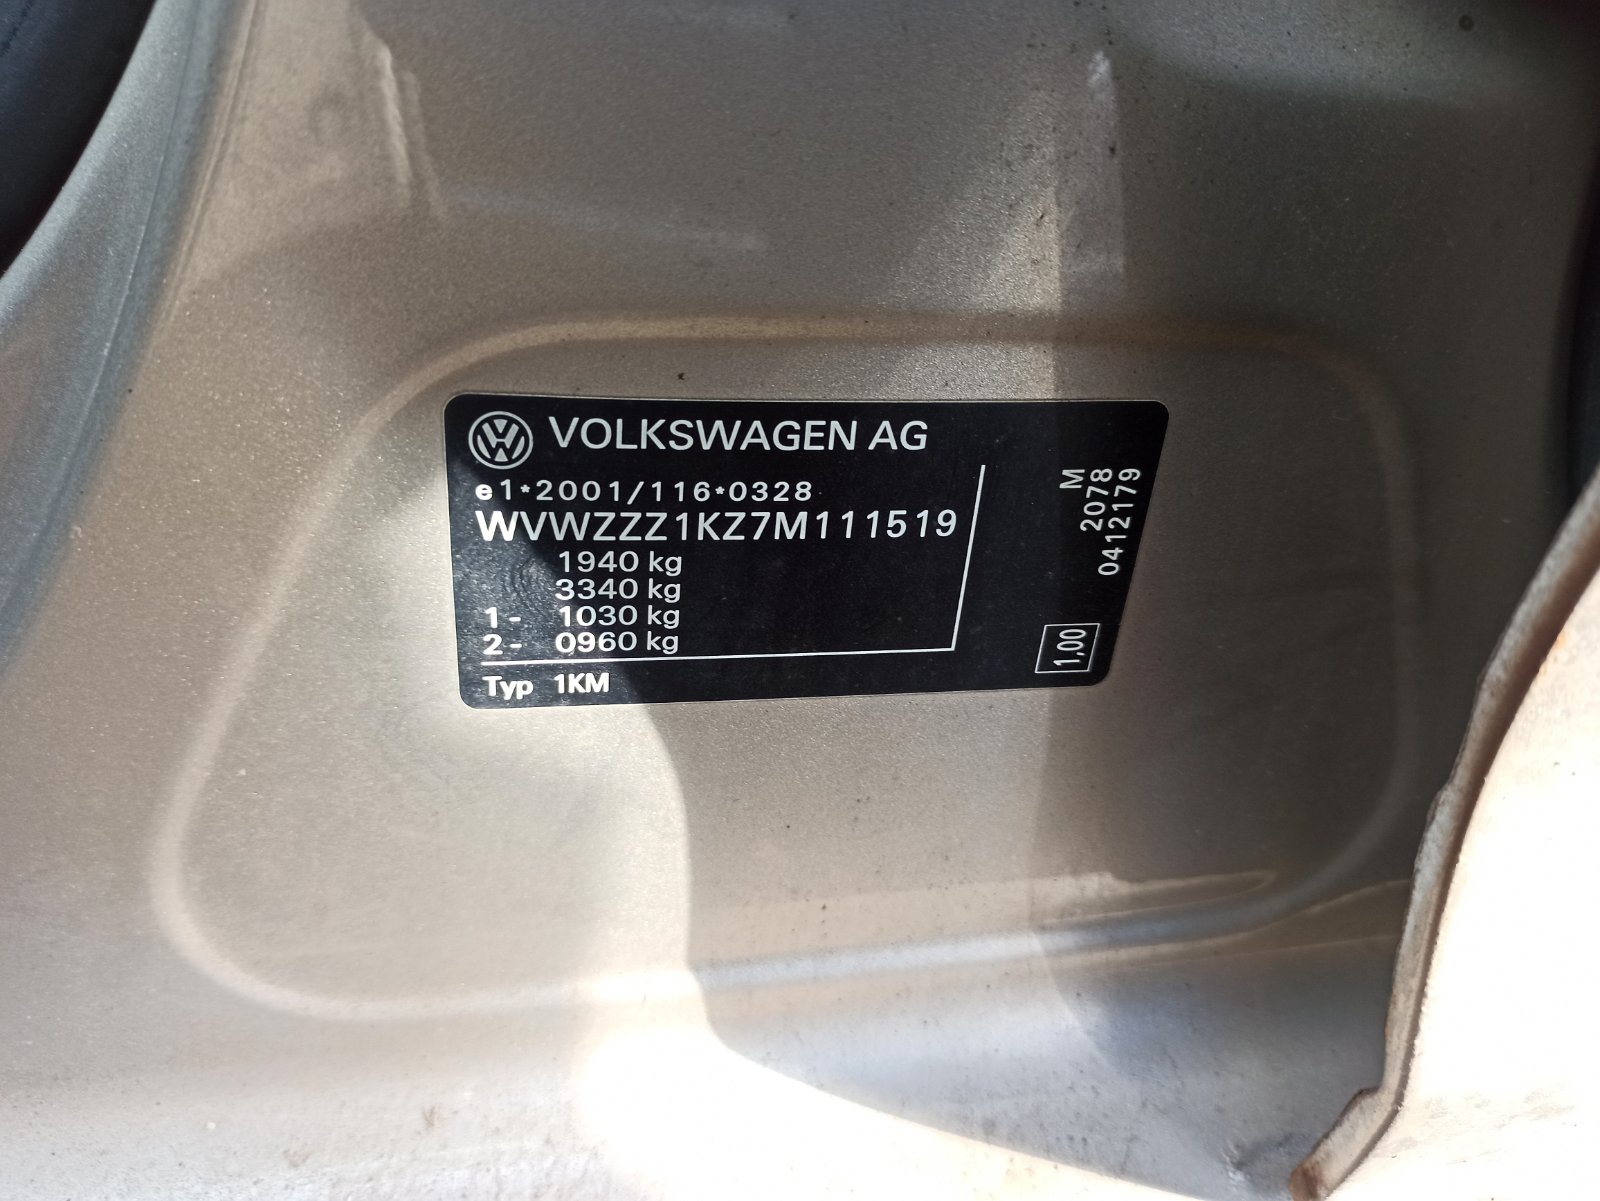 VOLKSWAGEN AG
e1*2001/116*0328
WVWZZZ1KZ7M111519
1940 kg
3340 kg
1- 1030 kg
2- 0960 kg
Typ 1KM
M
2078
0412179
1,00